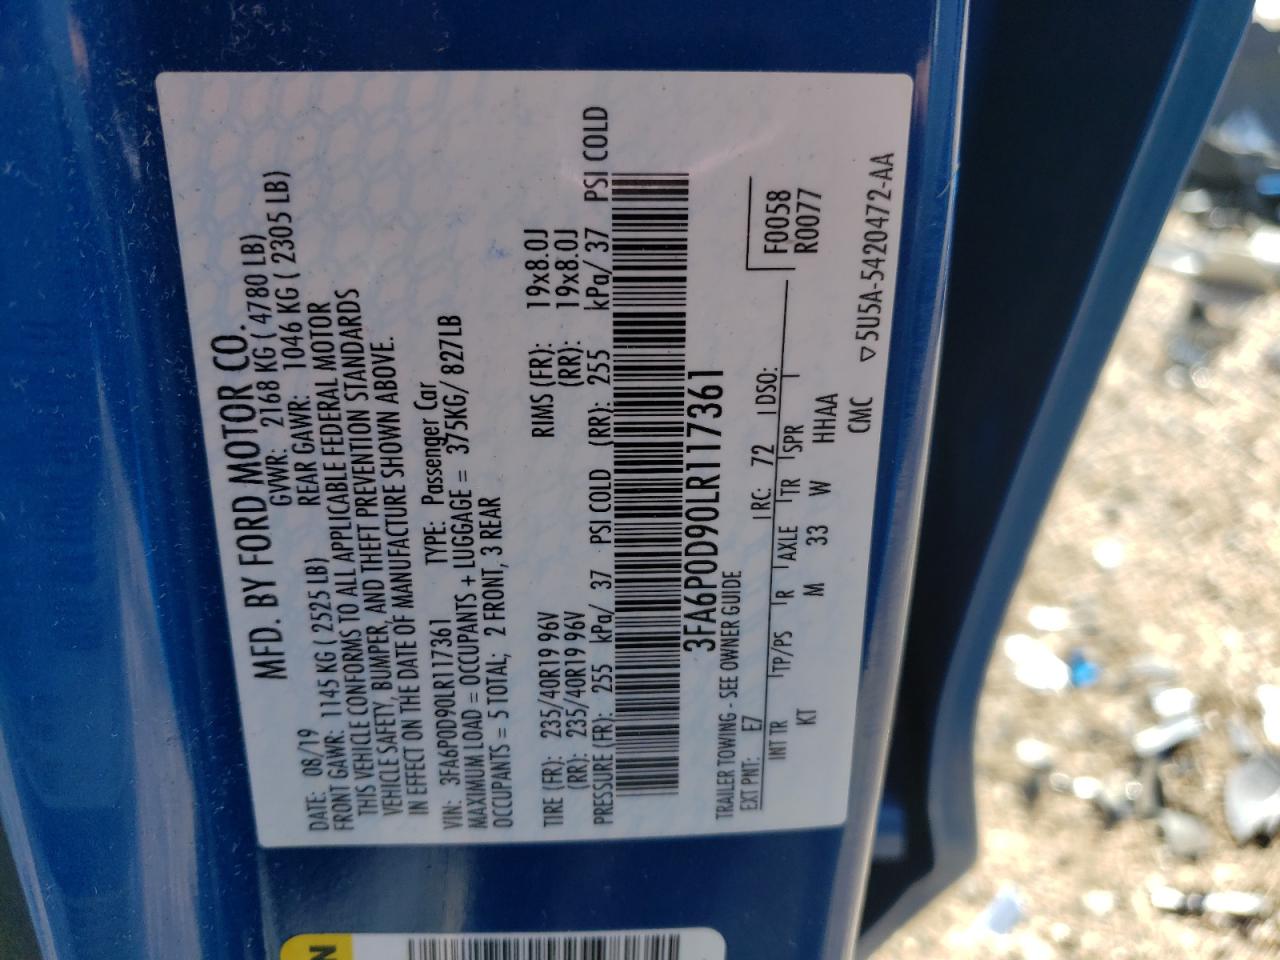 MFD. BY FORD MOTOR CO.
DATE: 08/19 GVWR: 2168 KG ( 4780 LB)
FRONT GAWR: 1145 KG ( 2525 LB) REAR GAWR: 1046 KG ( 2305 LB)
THIS VEHICLE CONFORMS TO ALL APPLICABLE FEDERAL MOTOR
VEHICLE SAFETY, BUMPER, AND THEFT PREVENTION STANDARDS
IN EFFECT ON THE DATE OF MANUFACTURE SHOWN ABOVE.
VIN: 3FA6P0D90LR117361 TYPE: Passenger Car
MAXIMUM LOAD = OCCUPANTS + LUGGAGE = 375KG/ 827LB
OCCUPANTS = 5 TOTAL; 2 FRONT, 3 REAR
TIRE (FR): 235/40R19 96V RIMS (FR): 19x8.0J
(RR): 235/40R19 96V (RR): 19x8.0J
PRESSURE (FR): 255 kPa/ 37 PSI COLD (RR): 255 kPa/ 37 PSI COLD
3FA6P0D90LR117361
TRAILER TOWING - SEE OWNER GUIDE
F0058
EXT PNT: E7 RC: 72 DSO: R0077
INT TR TP/PS R AXLE TR SPR
KT M 33 W HHAA
CMC ▽5U5A-5420472-AA
N